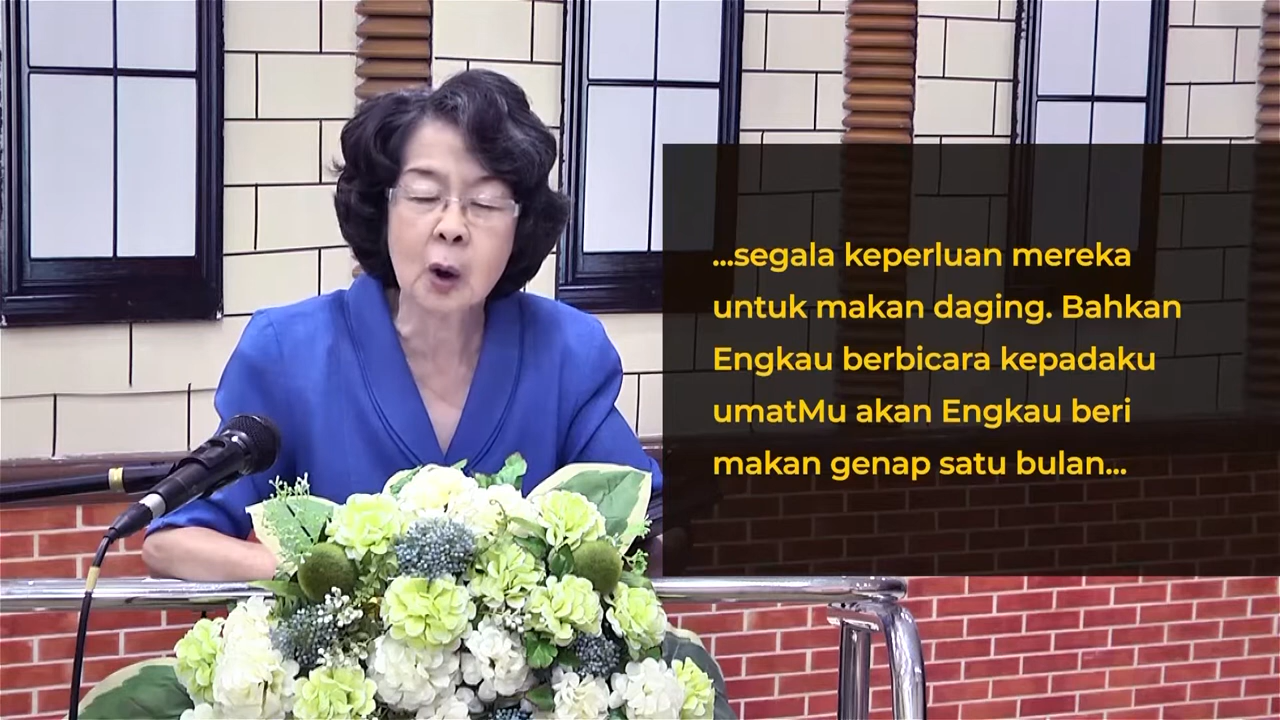 ...segala keperluan mereka
untuk makan daging. Bahkan
Engkau berbicara kepadaku
umatMu akan Engkau beri
makan genap satu bulan...